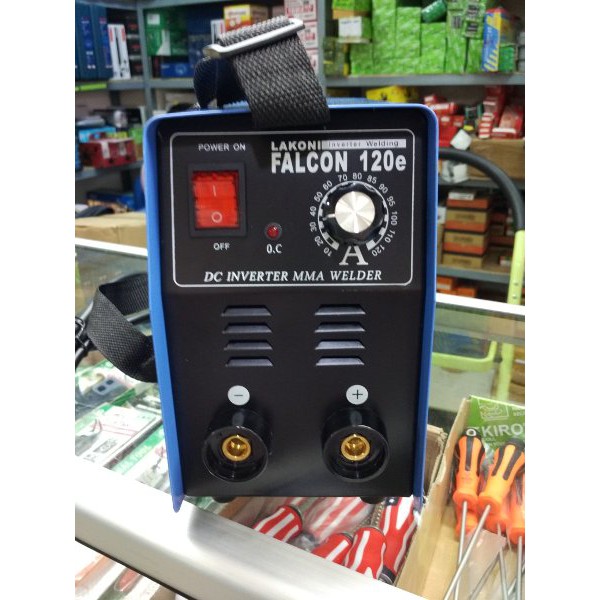 POWER ON
I
O
OFF
O.C
LAKONI Inverter Welding
FALCON 120e
10 20 30 40 50 60 70 80 85 90 95 100 110 120
A
DC INVERTER MMA WELDER
−
+
KIRO